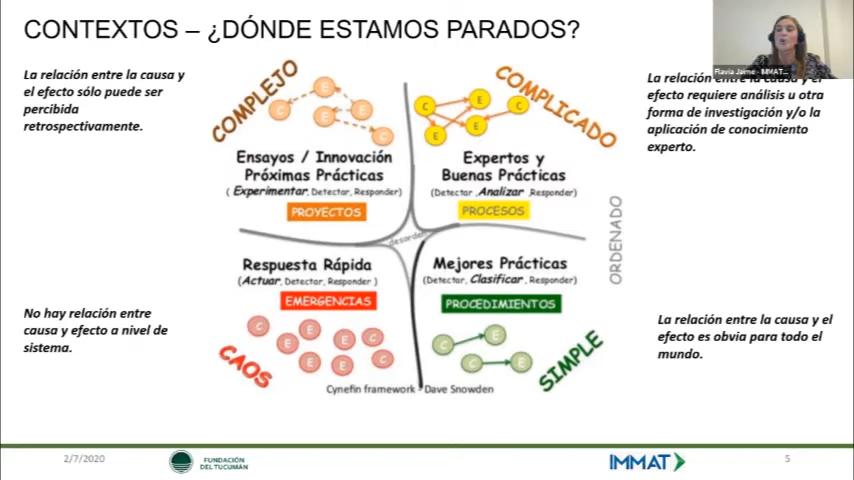 CONTEXTOS – ¿DÓNDE ESTAMOS PARADOS?
Flavia Jaime - IMMAT...
La relación entre la causa y
el efecto sólo puede ser
percibida
retrospectivamente.
COMPLEJO
E
C
E
E
C
Ensayos / Innovación
Próximas Prácticas
( Experimentar, Detectar, Responder)
PROYECTOS
COMPLICADO
C
E
C
E
E
Expertos y
Buenas Prácticas
(Detectar ,Analizar ,Responder)
PROCESOS
La relación entre la causa y el
efecto requiere análisis u otra
forma de investigación y/o la
aplicación de conocimiento
experto.
desorden
ORDENADO
Respuesta Rápida
(Actuar, Detectar, Responder )
EMERGENCIAS
C
E
E
E
C
E
E
C
CAOS
No hay relación entre
causa y efecto a nivel de
sistema.
Mejores Prácticas
(Detectar, Clasificar, Responder)
PROCEDIMIENTOS
C
E
C
E
SIMPLE
La relación entre la causa y el
efecto es obvia para todo el
mundo.
Cynefin framework - Dave Snowden
2/7/2020
FUNDACIÓN
DEL TUCUMÁN
IMMAT
5